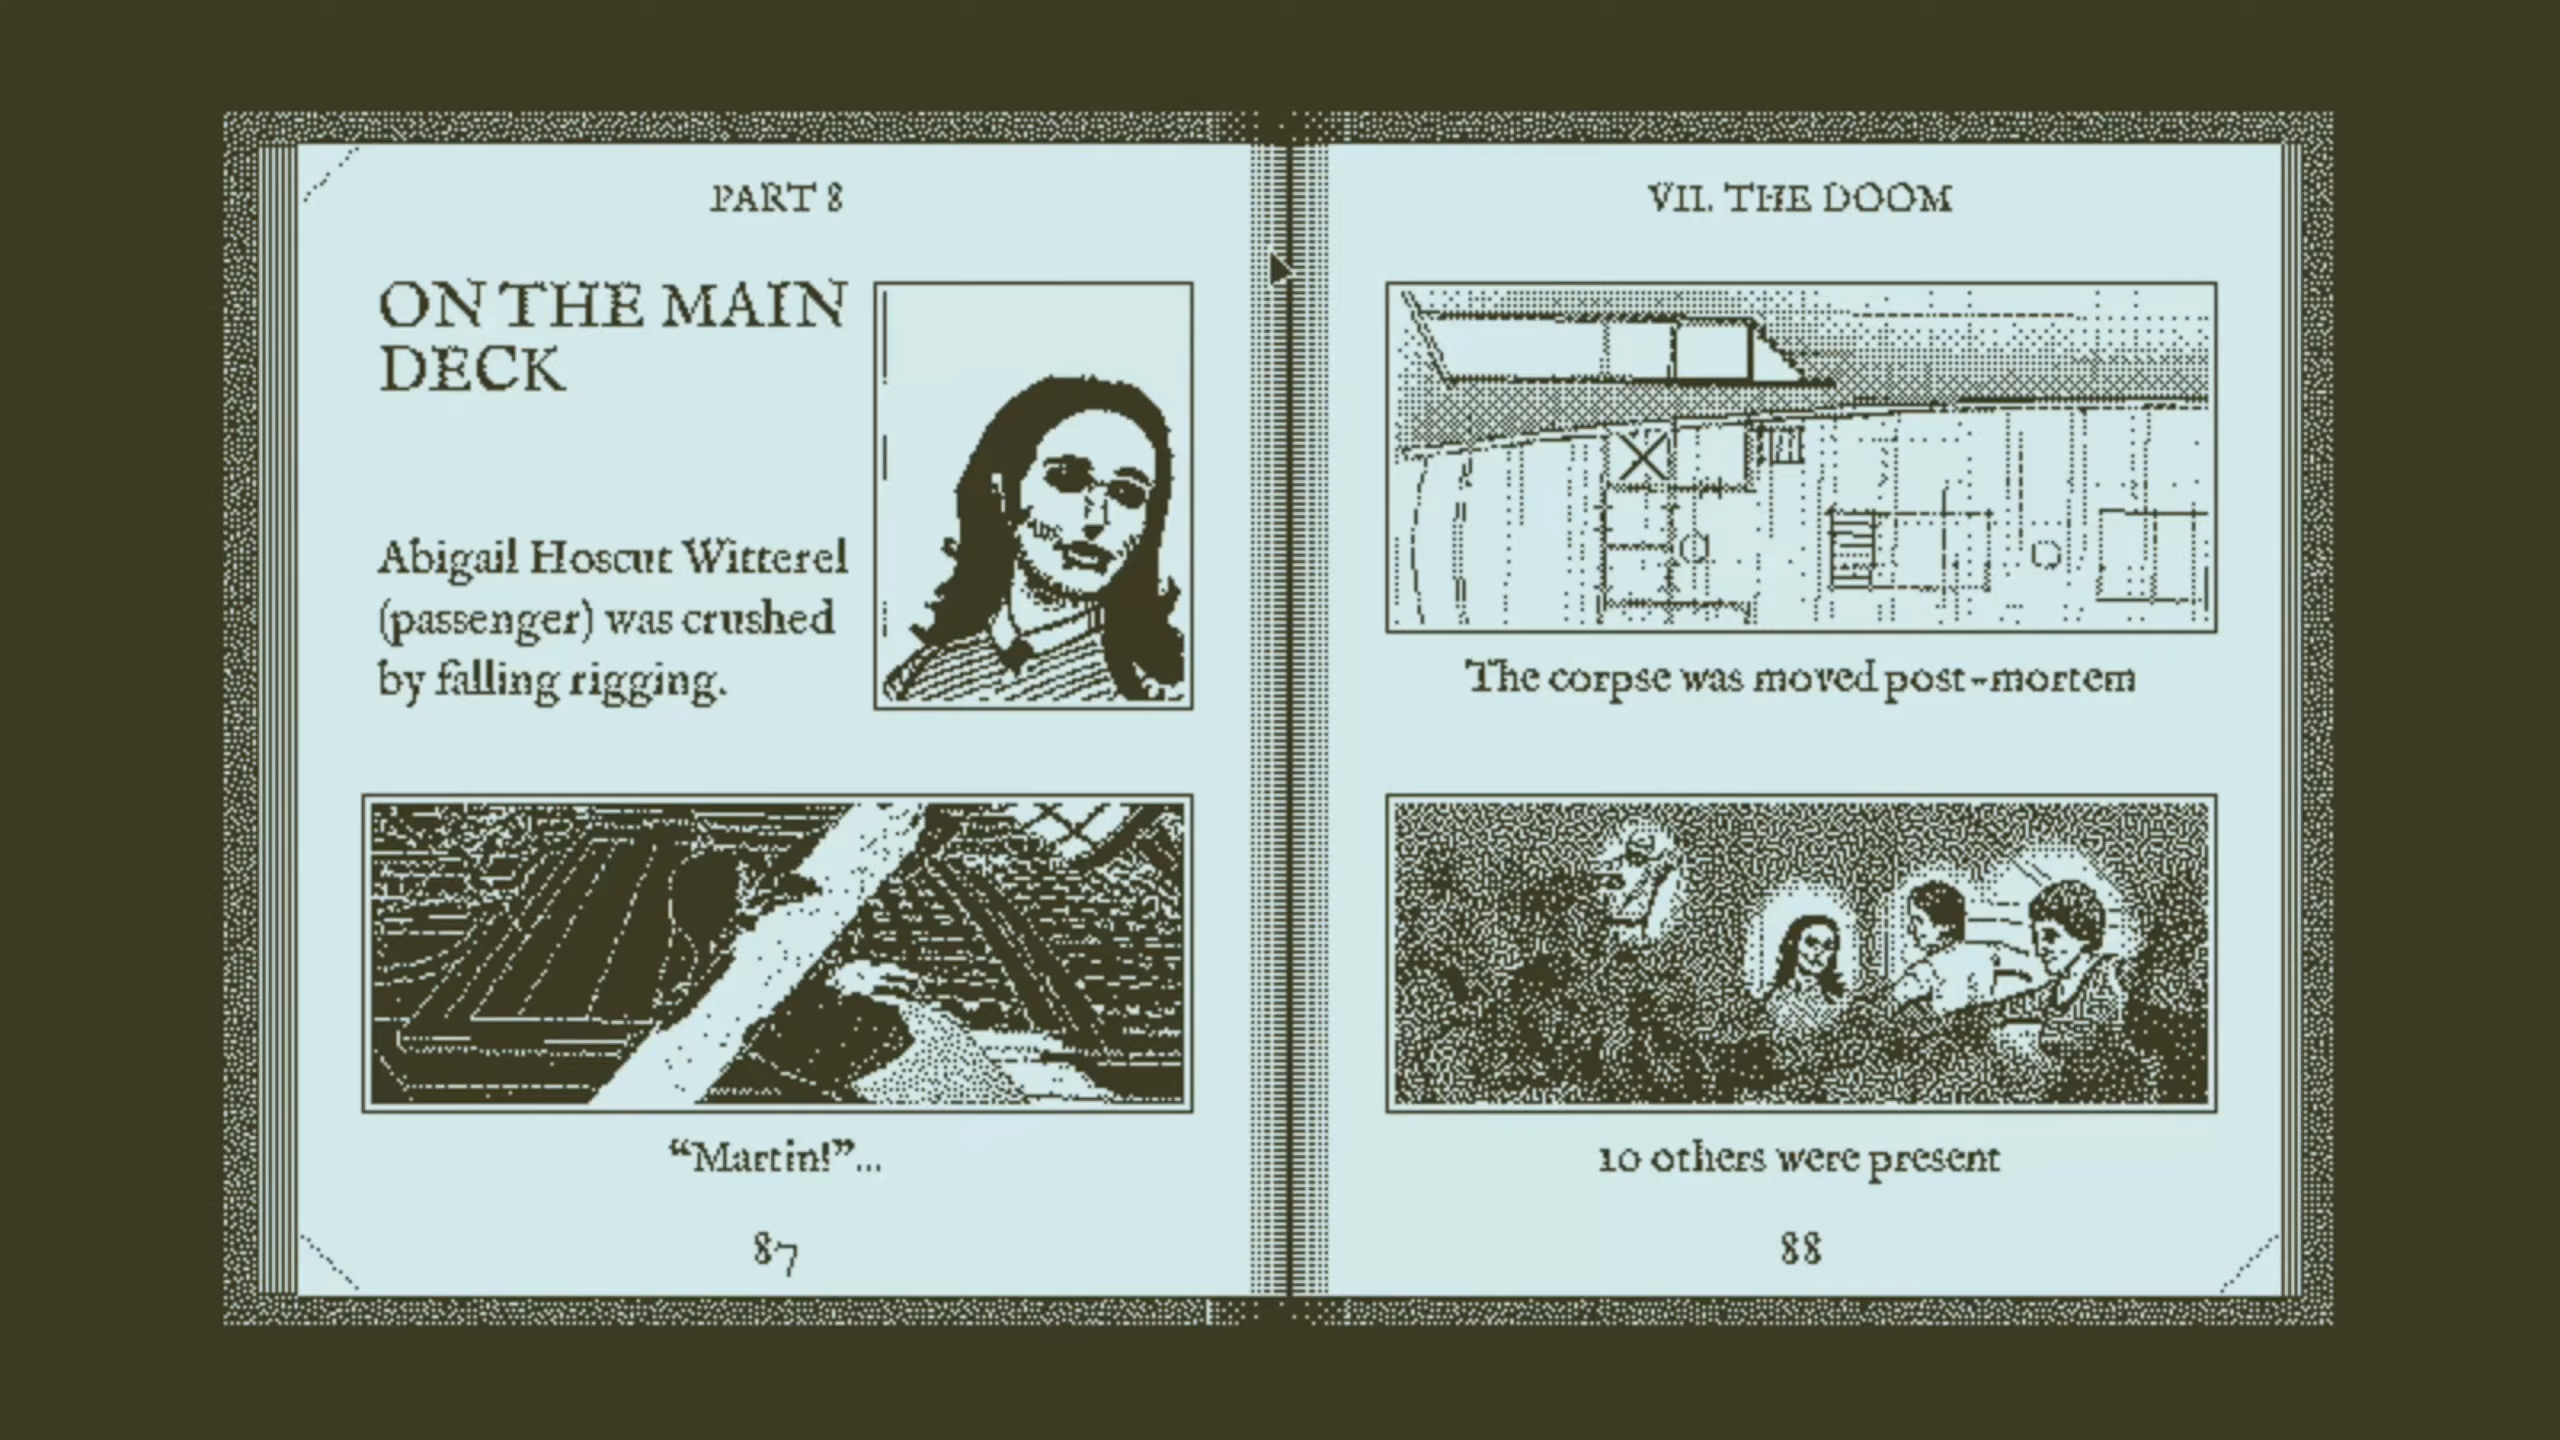 PART 8
ON THE MAIN
DECK
Abigail Hoscut Witterel
(passenger) was crushed
by falling rigging.
“Martin!”...
87
VII. THE DOOM
The corpse was moved post-mortem
10 others were present
88